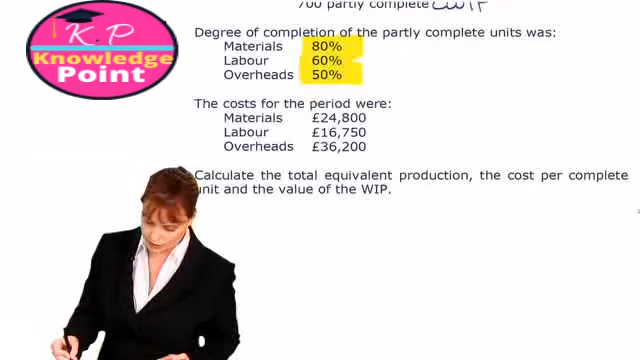 700 partly complete CWIP
K.P
Knowledge
Point
Degree of completion of the partly complete units was:
Materials 80%
Labour 60%
Overheads 50%
The costs for the period were:
Materials £24,800
Labour £16,750
Overheads £36,200
Calculate the total equivalent production, the cost per complete
unit and the value of the WIP.